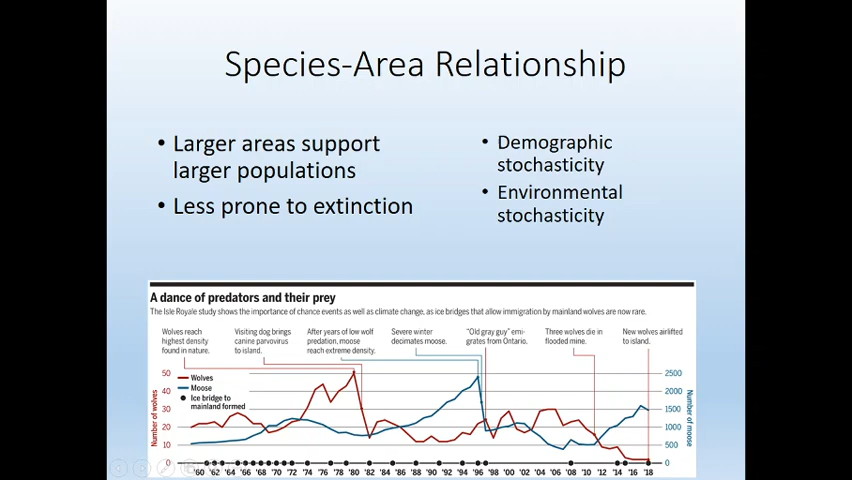 Species-Area Relationship
• Larger areas support
larger populations
• Less prone to extinction
• Demographic
stochasticity
• Environmental
stochasticity
A dance of predators and their prey
The Isle Royale study shows the importance of chance events as well as climate change, as ice bridges that allow immigration by mainland wolves are now rare.
Wolves reach
highest density
found in nature.
Visiting dog brings
canine parvovirus
to island.
After years of low wolf
predation, moose
reach extreme density.
Severe winter
decimates moose.
"Old gray guy" emi-
grates from Ontario.
Three wolves die in
flooded mine.
New wolves airlifted
to island.
Number of wolves
50
40
30
20
10
0
Wolves
Moose
Ice bridge to
mainland formed
2500
2000
1500
1000
500
0
Number of moose
'60 '62 '64 '66 '68 '70 '72 '74 '76 '78 '80 '82 '84 '86 '88 '90 '92 '94 '96 '98 '00 '02 '04 '06 '08 '10 '12 '14 '16 '18